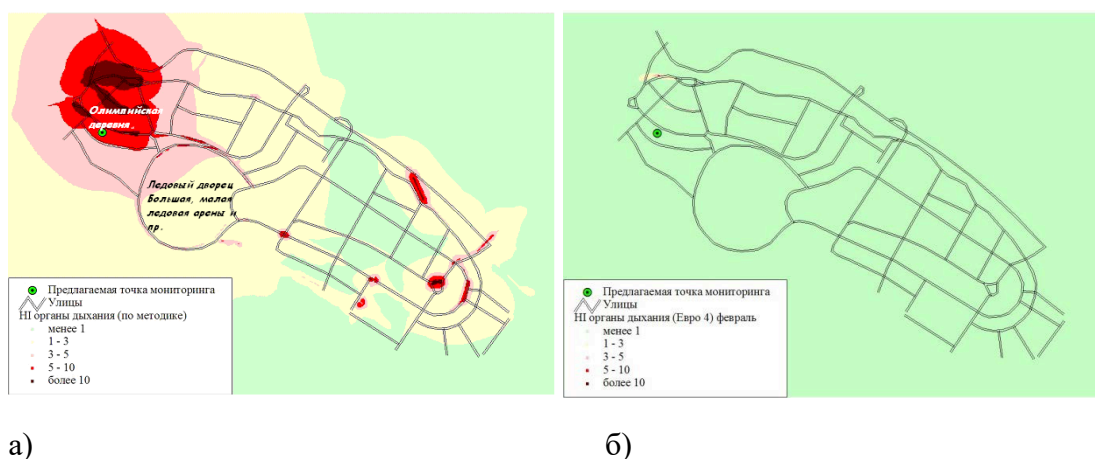 Олимпийская
деревня.
Ледовый дворец
Большая, малая
ледовая арены и
пр.
Предлагаемая точка мониторинга
Улицы
HI органы дыхания (по методике)
менее 1
1 - 3
3 - 5
5 - 10
более 10
Предлагаемая точка мониторинга
Улицы
HI органы дыхания (Евро 4) февраль
менее 1
1 - 3
3 - 5
5 - 10
более 10
а)
б)